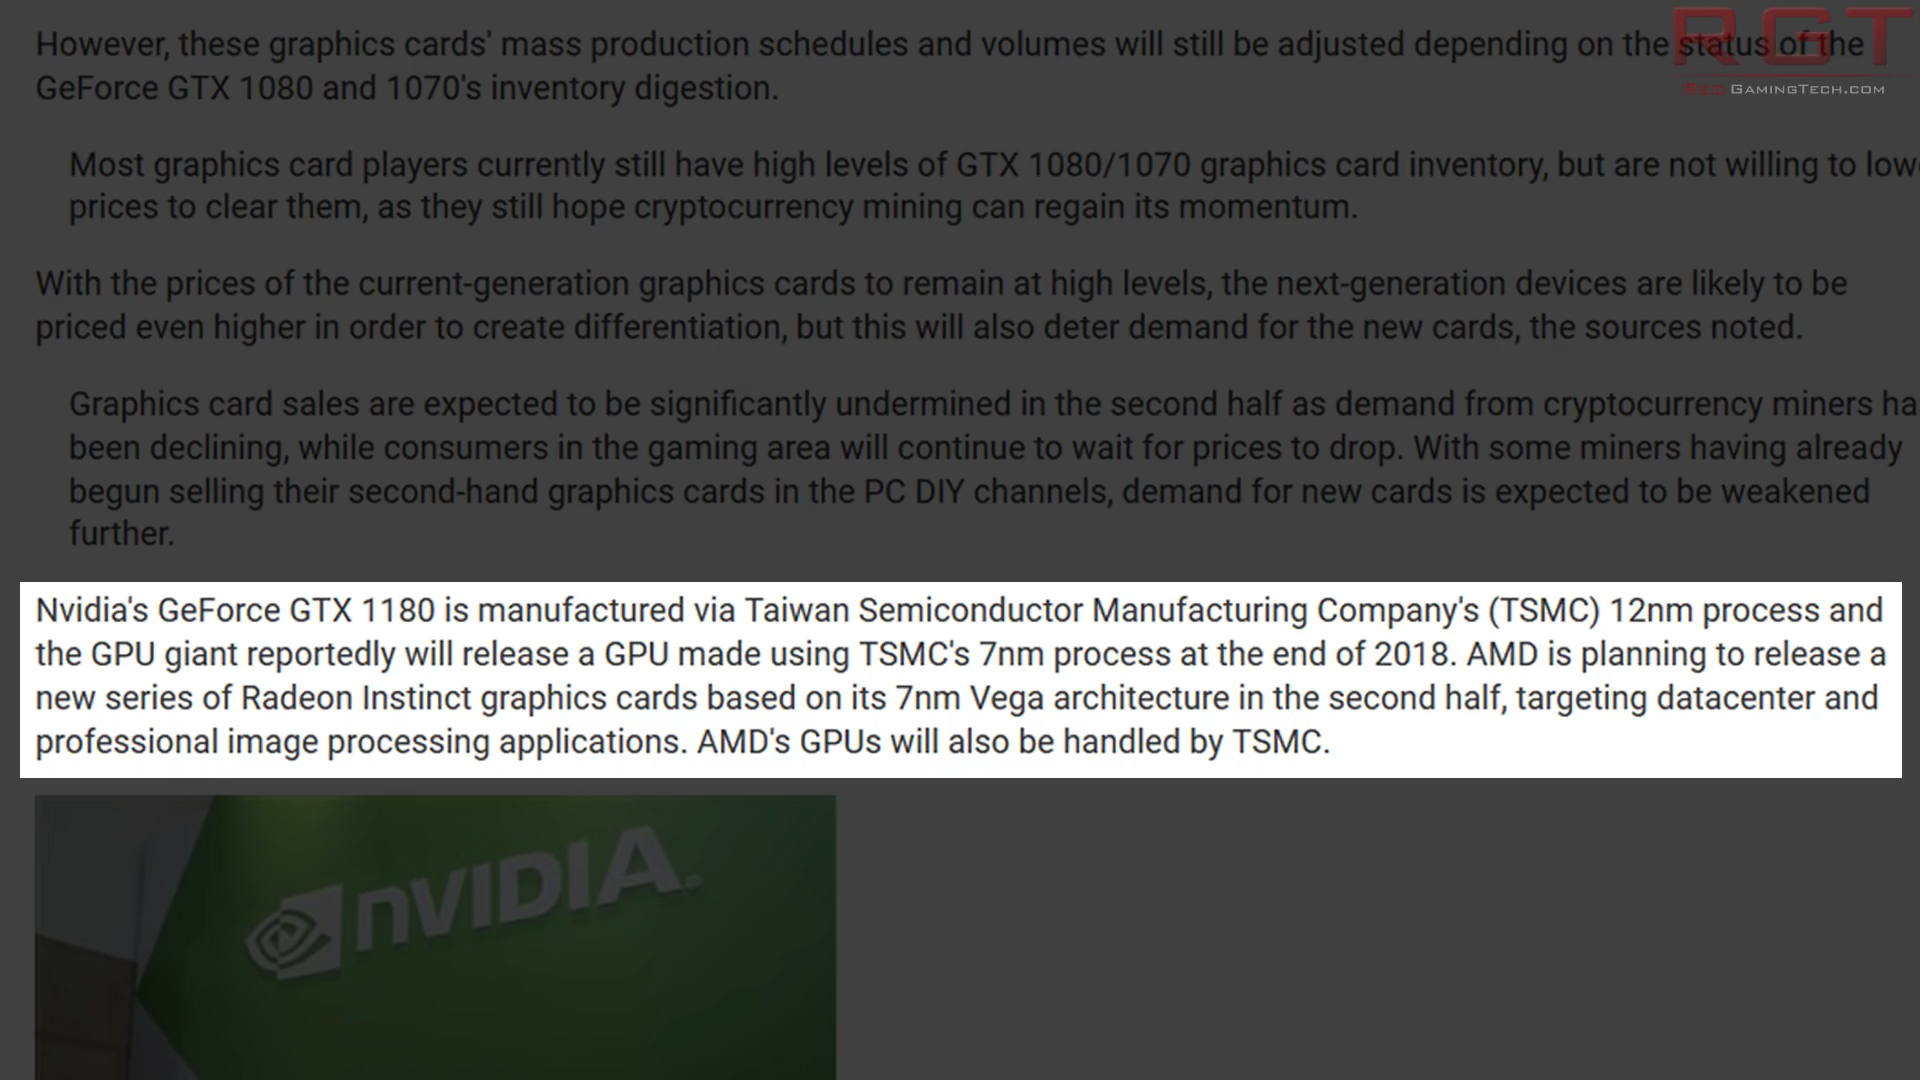 However, these graphics cards' mass production schedules and volumes will still be adjusted depending on the status of the
GeForce GTX 1080 and 1070's inventory digestion.
RGT
RED GAMINGTECH.COM
Most graphics card players currently still have high levels of GTX 1080/1070 graphics card inventory, but are not willing to low
prices to clear them, as they still hope cryptocurrency mining can regain its momentum.
With the prices of the current-generation graphics cards to remain at high levels, the next-generation devices are likely to be
priced even higher in order to create differentiation, but this will also deter demand for the new cards, the sources noted.
Graphics card sales are expected to be significantly undermined in the second half as demand from cryptocurrency miners ha
been declining, while consumers in the gaming area will continue to wait for prices to drop. With some miners having already
begun selling their second-hand graphics cards in the PC DIY channels, demand for new cards is expected to be weakened
further.
Nvidia's GeForce GTX 1180 is manufactured via Taiwan Semiconductor Manufacturing Company's (TSMC) 12nm process and
the GPU giant reportedly will release a GPU made using TSMC's 7nm process at the end of 2018. AMD is planning to release a
new series of Radeon Instinct graphics cards based on its 7nm Vega architecture in the second half, targeting datacenter and
professional image processing applications. AMD's GPUs will also be handled by TSMC.
NVIDIA.